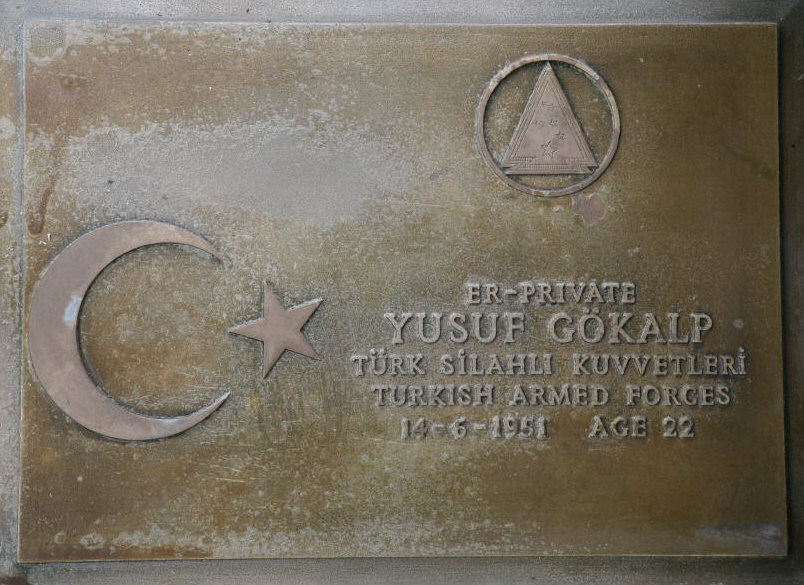 ER-PRIVATE
YUSUF GÖKALP
TÜRK SİLAHLI KUVVETLERİ
TURKISH ARMED FORCES
14-6-1951 AGE 22